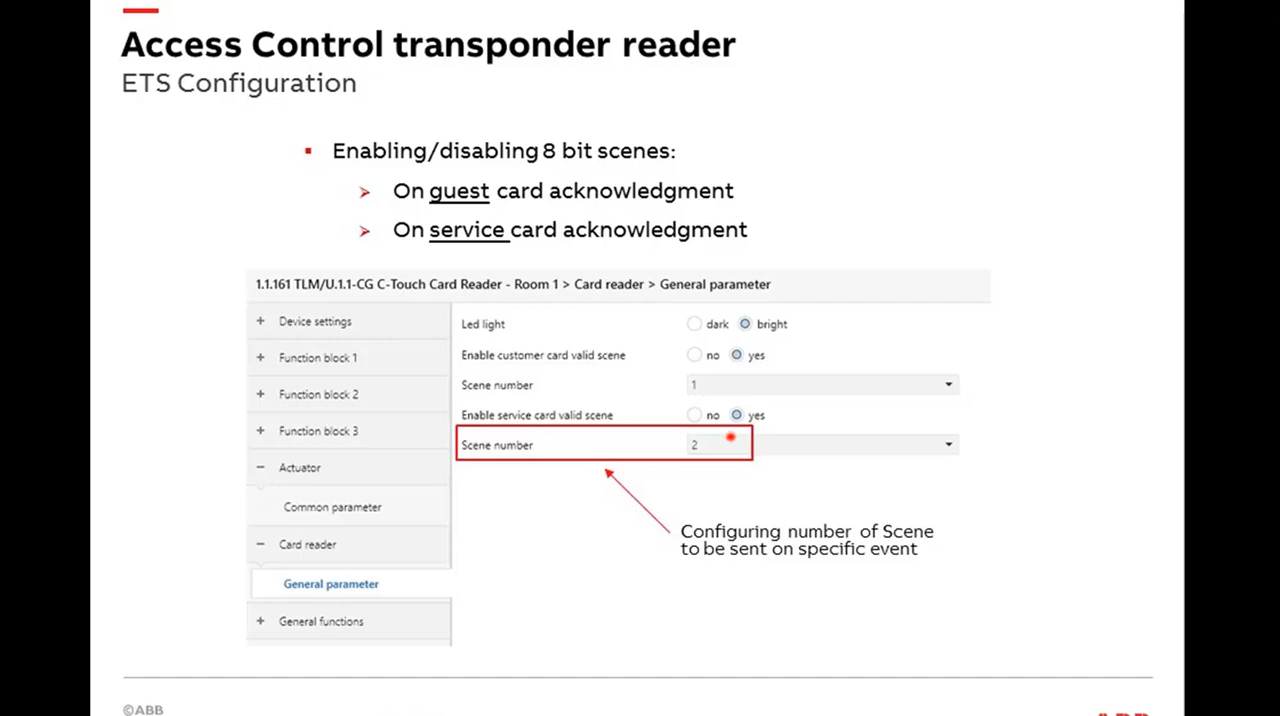 Access Control transponder reader
ETS Configuration
Enabling/disabling 8 bit scenes:
On guest card acknowledgment
On service card acknowledgment
1.1.161 TLM/U.1.1-CG C-Touch Card Reader - Room 1 > Card reader > General parameter
+ Device settings
+ Function block 1
+ Function block 2
+ Function block 3
− Actuator
Common parameter
− Card reader
General parameter
+ General functions
Led light dark bright
Enable customer card valid scene no yes
Scene number 1
Enable service card valid scene no yes
Scene number 2
Configuring number of Scene
to be sent on specific event
©ABB
ABB